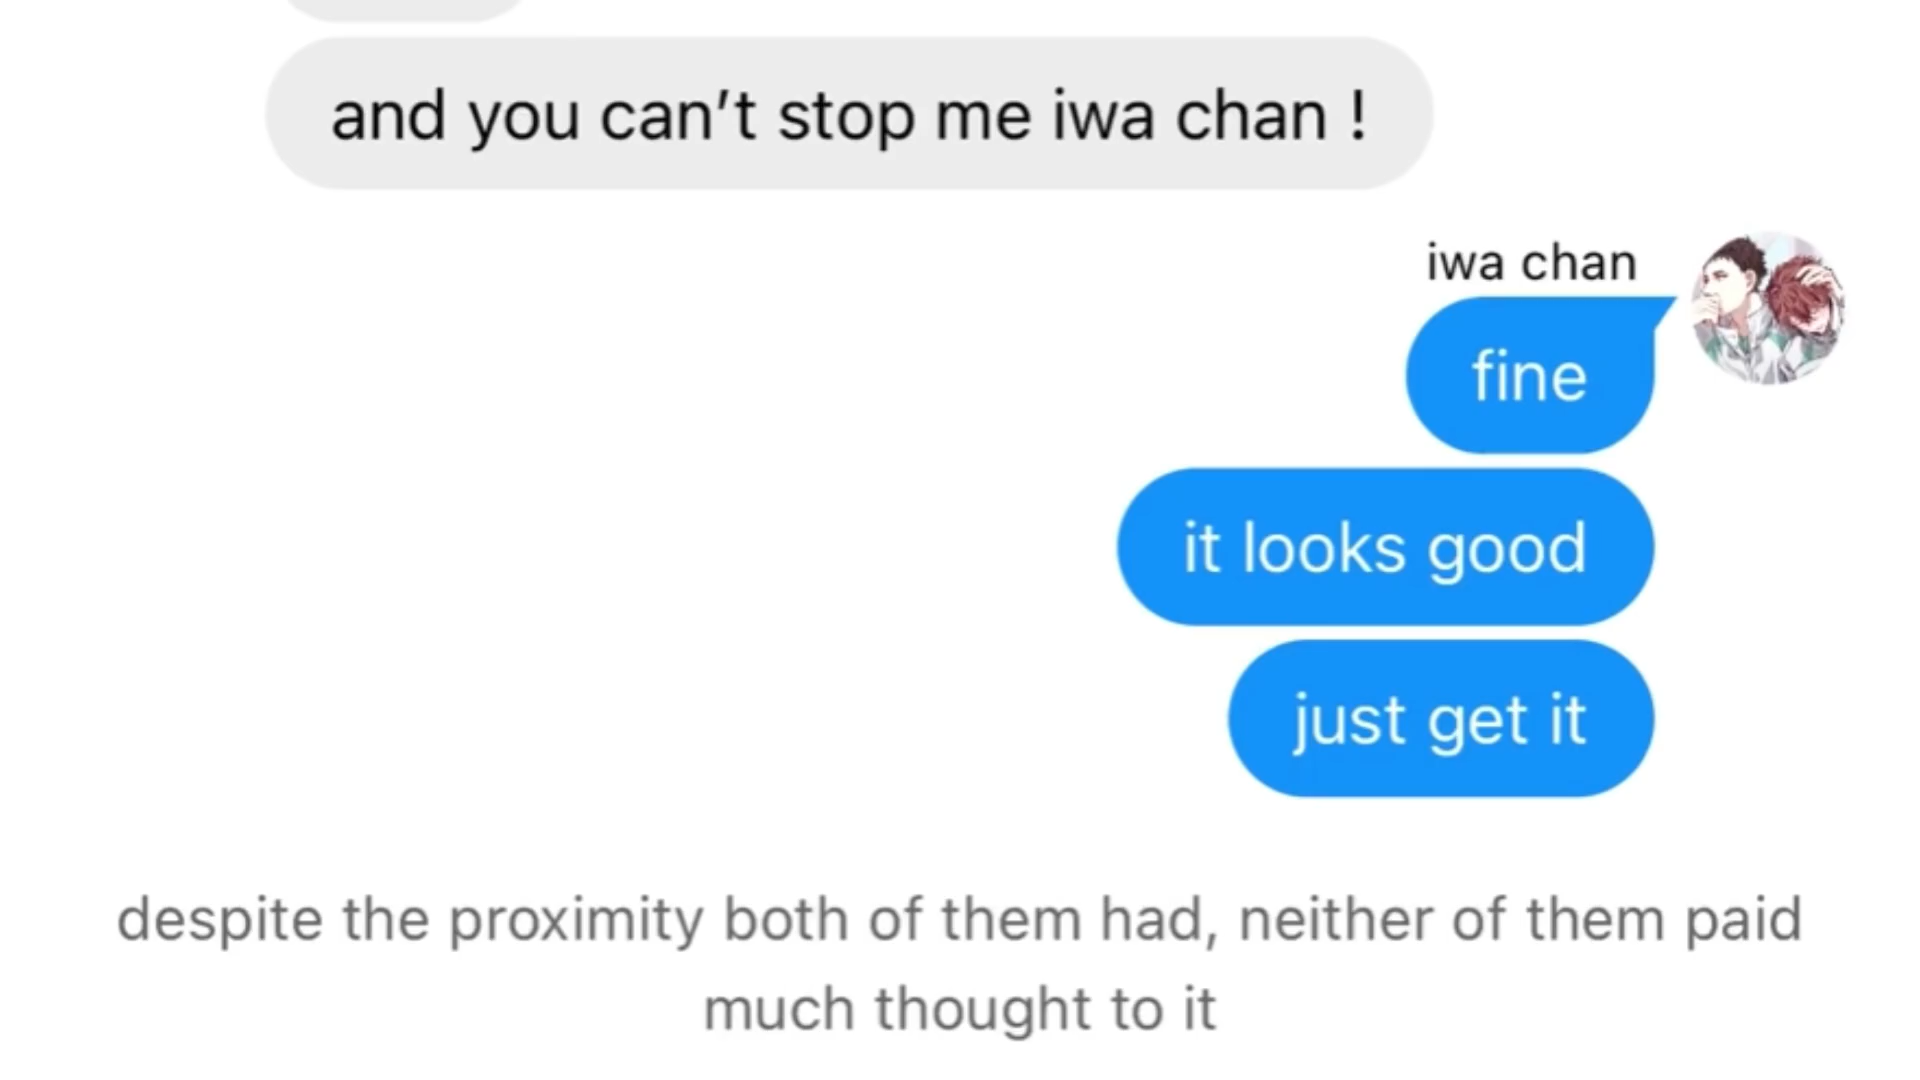 and you can’t stop me iwa chan !
iwa chan
fine
it looks good
just get it
despite the proximity both of them had, neither of them paid
much thought to it